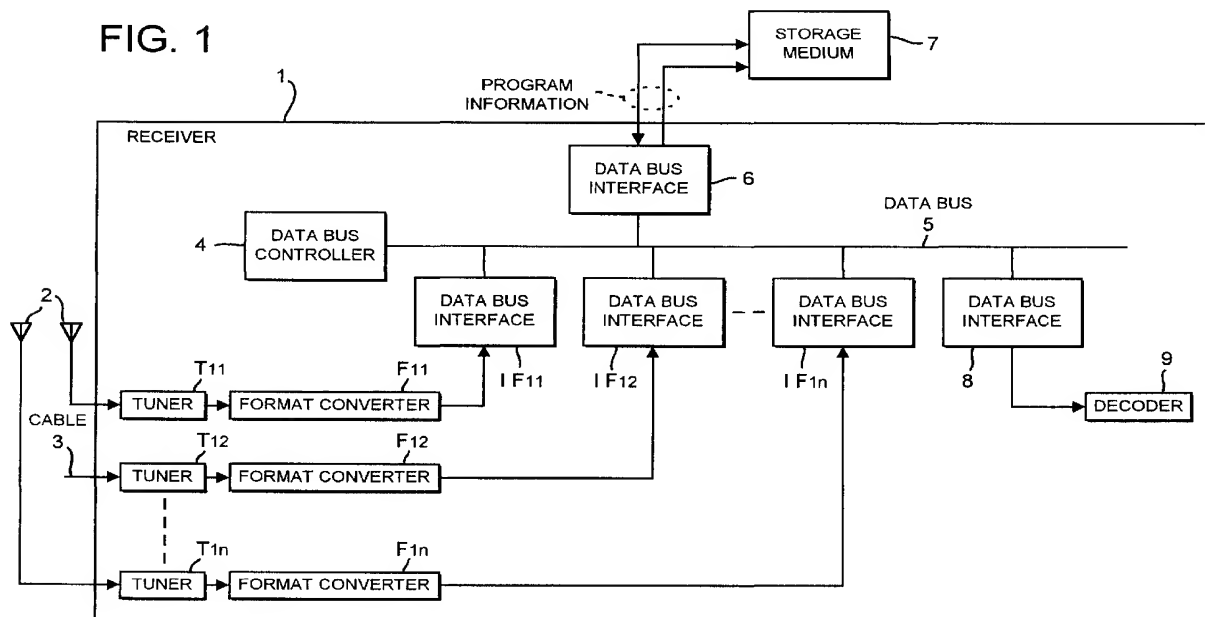 FIG. 1
STORAGE
MEDIUM
7
PROGRAM
INFORMATION
1
RECEIVER
DATA BUS
INTERFACE
6
DATA BUS
5
4
DATA BUS
CONTROLLER
DATA BUS
INTERFACE
DATA BUS
INTERFACE
DATA BUS
INTERFACE
DATA BUS
INTERFACE
2
I F11
I F12
I F1n
8
9
DECODER
T11
F11
TUNER
FORMAT CONVERTER
CABLE
3
T12
F12
TUNER
FORMAT CONVERTER
T1n
F1n
TUNER
FORMAT CONVERTER